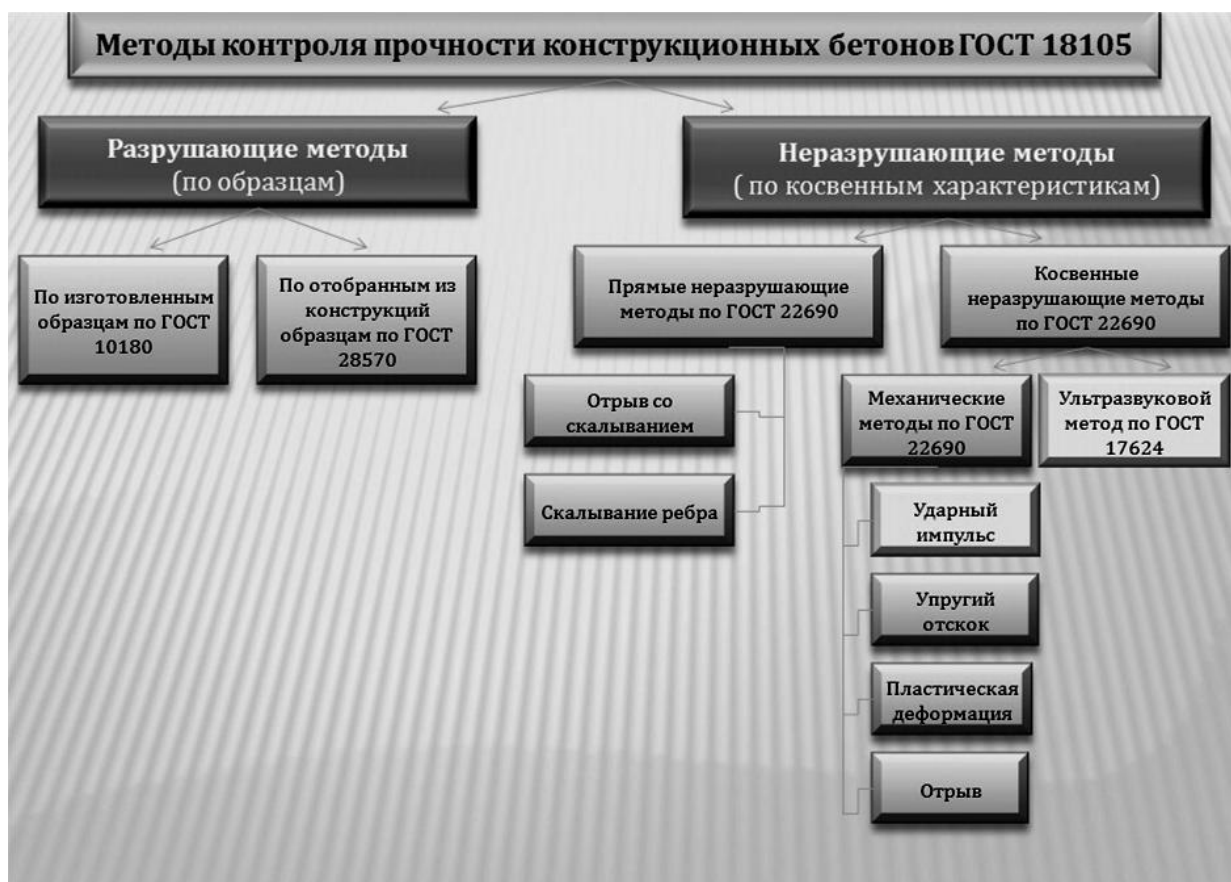 Методы контроля прочности конструкционных бетонов ГОСТ 18105
Разрушающие методы
(по образцам)
Неразрушающие методы
( по косвенным характеристикам)
По изготовленным
образцам по ГОСТ
10180
По отобранным из
конструкций
образцам по ГОСТ
28570
Прямые неразрушающие
методы по ГОСТ 22690
Косвенные
неразрушающие методы
по ГОСТ 22690
Отрыв со
скалыванием
Скалывание ребра
Механические
методы по ГОСТ
22690
Ультразвуковой
метод по ГОСТ
17624
Ударный
импульс
Упругий
отскок
Пластическая
деформация
Отрыв